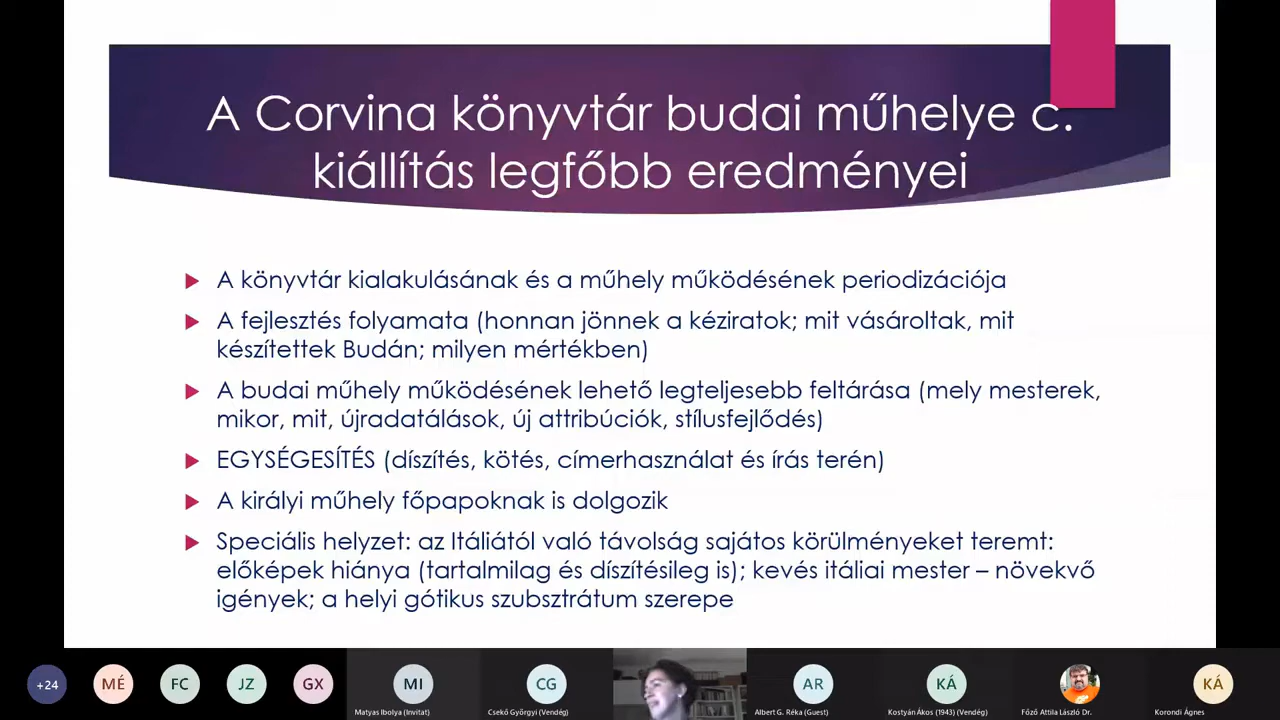 A Corvina könyvtár budai műhelye c.
kiállítás legfőbb eredményei
A könyvtár kialakulásának és a műhely működésének periodizációja
A fejlesztés folyamata (honnan jönnek a kéziratok; mit vásároltak, mit
készítettek Budán; milyen mértékben)
A budai műhely működésének lehető legteljesebb feltárása (mely mesterek,
mikor, mit, újradatálások, új attribúciók, stílusfejlődés)
EGYSÉGESÍTÉS (díszítés, kötés, címerhasználat és írás terén)
A királyi műhely főpapoknak is dolgozik
Speciális helyzet: az Itáliától való távolság sajátos körülményeket teremt:
előképek hiánya (tartalmilag és díszítésileg is); kevés itáliai mester – növekvő
igények; a helyi gótikus szubsztrátum szerepe
+24 MÉ FC JZ GX MI CG AR KÁ KÁ
Matyas Ibolya (Invitat) Csekő Györgyi (Vendég) Albert G. Réka (Guest) Kostyán Ákos (1943) (Vendég) Főző Attila László Dr. Korondi Ágnes